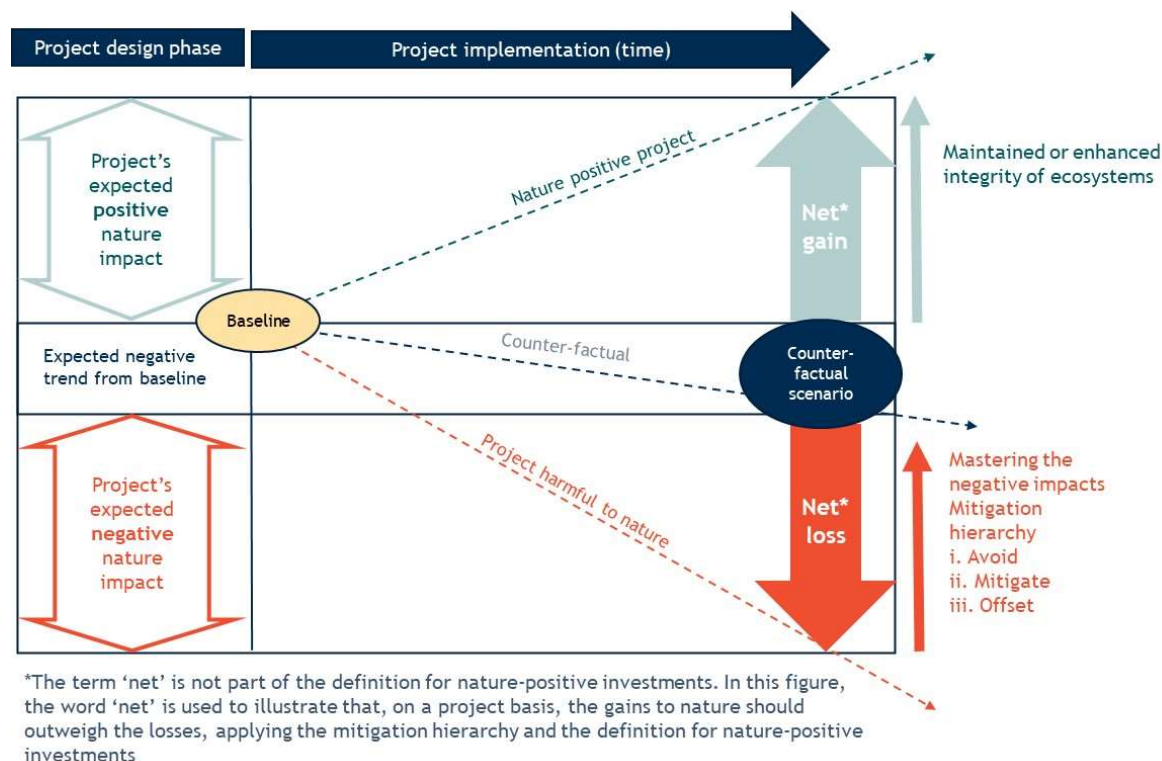 Project design phase
Project implementation (time)
Project's
expected
positive
nature
impact
Nature positive project
Net*
gain
Maintained or enhanced
integrity of ecosystems
Baseline
Expected negative
trend from baseline
Counter-factual
Counter-
factual
scenario
Project's
expected
negative
nature
impact
Project harmful to nature
Net*
loss
Mastering the
negative impacts
Mitigation
hierarchy
i. Avoid
ii. Mitigate
iii. Offset
*The term ‘net’ is not part of the definition for nature-positive investments. In this figure,
the word ‘net’ is used to illustrate that, on a project basis, the gains to nature should
outweigh the losses, applying the mitigation hierarchy and the definition for nature-positive
investments